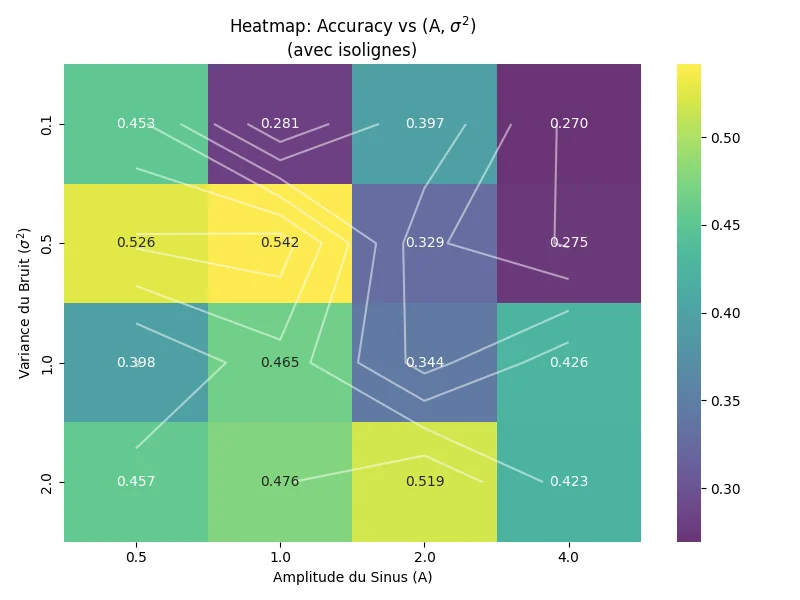 Heatmap: Accuracy vs (A, σ²)
(avec isolignes)
0.1
0.453 0.281 0.397 0.270
0.5
0.526 0.542 0.329 0.275
1.0
0.398 0.465 0.344 0.426
2.0
0.457 0.476 0.519 0.423
Variance du Bruit (σ²)
0.5 1.0 2.0 4.0
Amplitude du Sinus (A)
0.50
0.45
0.40
0.35
0.30